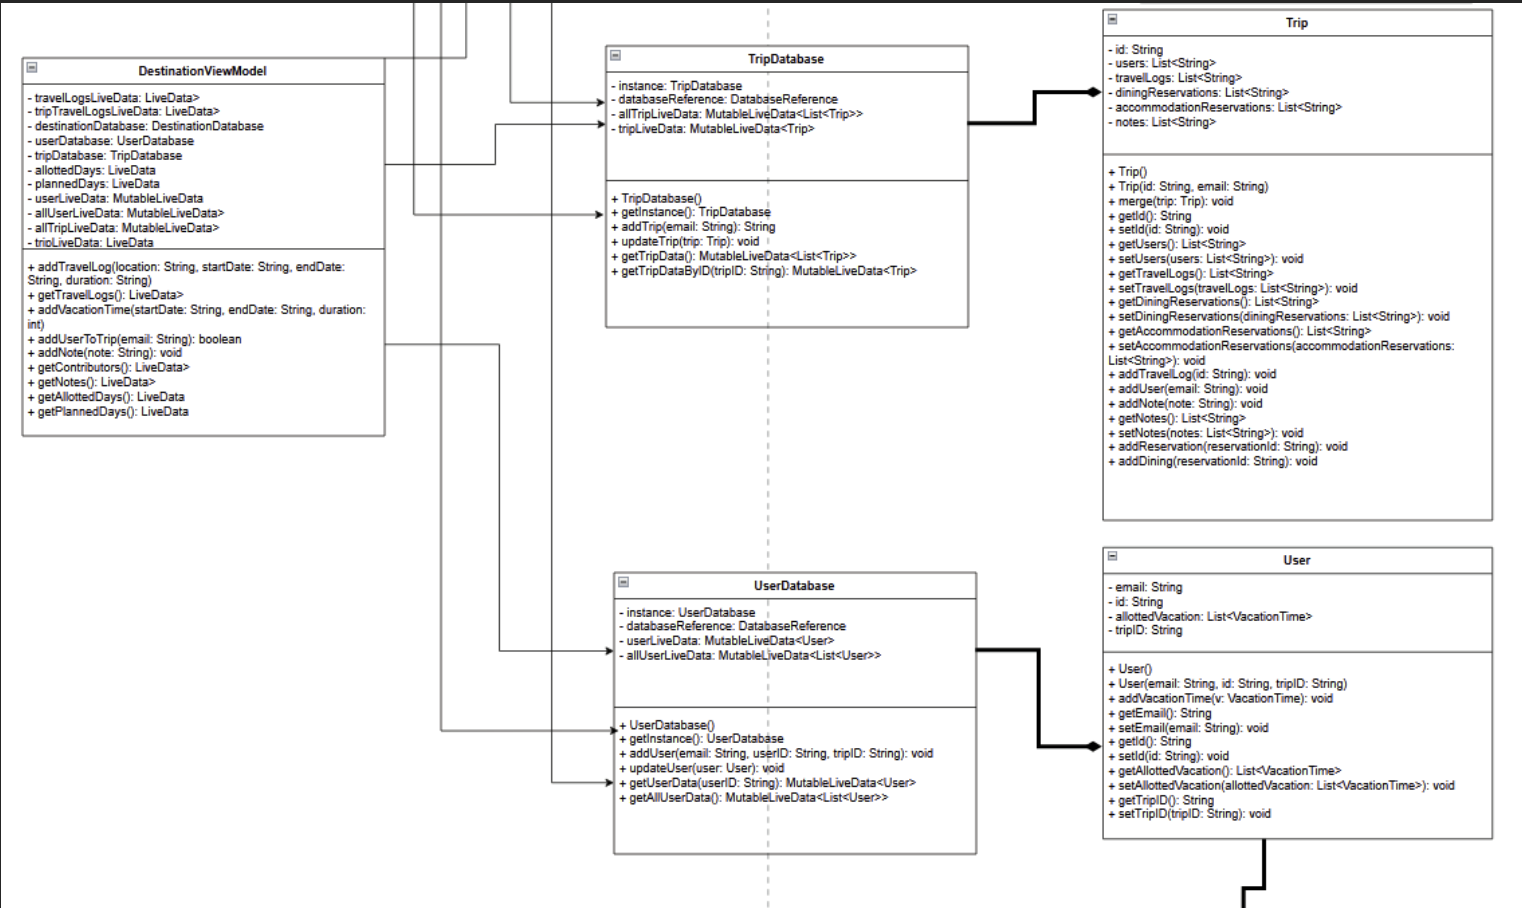 DestinationViewModel
- travelLogsLiveData: LiveData>
- tripTravelLogsLiveData: LiveData>
- destinationDatabase: DestinationDatabase
- userDatabase: UserDatabase
- tripDatabase: TripDatabase
- allottedDays: LiveData
- plannedDays: LiveData
- userLiveData: MutableLiveData
- allUserLiveData: MutableLiveData>
- allTripLiveData: MutableLiveData>
- tripLiveData: LiveData
+ addTravelLog(location: String, startDate: String, endDate:
String, duration: String)
+ getTravelLogs(): LiveData>
+ addVacationTime(startDate: String, endDate: String, duration:
int)
+ addUserToTrip(email: String): boolean
+ addNote(note: String): void
+ getContributors(): LiveData>
+ getNotes(): LiveData>
+ getAllottedDays(): LiveData
+ getPlannedDays(): LiveData
TripDatabase
- instance: TripDatabase
- databaseReference: DatabaseReference
- allTripLiveData: MutableLiveData<List<Trip>>
- tripLiveData: MutableLiveData<Trip>
+ TripDatabase()
+ getInstance(): TripDatabase
+ addTrip(email: String): String
+ updateTrip(trip: Trip): void
+ getTripData(): MutableLiveData<List<Trip>>
+ getTripDataByID(tripID: String): MutableLiveData<Trip>
Trip
- id: String
- users: List<String>
- travelLogs: List<String>
- diningReservations: List<String>
- accommodationReservations: List<String>
- notes: List<String>
+ Trip()
+ Trip(id: String, email: String)
+ merge(trip: Trip): void
+ getId(): String
+ setId(id: String): void
+ getUsers(): List<String>
+ setUsers(users: List<String>): void
+ getTravelLogs(): List<String>
+ setTravelLogs(travelLogs: List<String>): void
+ getDiningReservations(): List<String>
+ setDiningReservations(diningReservations: List<String>): void
+ getAccommodationReservations(): List<String>
+ setAccommodationReservations(accommodationReservations:
List<String>): void
+ addTravelLog(id: String): void
+ addUser(email: String): void
+ addNote(note: String): void
+ getNotes(): List<String>
+ setNotes(notes: List<String>): void
+ addReservation(reservationId: String): void
+ addDining(reservationId: String): void
UserDatabase
- instance: UserDatabase
- databaseReference: DatabaseReference
- userLiveData: MutableLiveData<User>
- allUserLiveData: MutableLiveData<List<User>>
+ UserDatabase()
+ getInstance(): UserDatabase
+ addUser(email: String, userID: String, tripID: String): void
+ updateUser(user: User): void
+ getUserData(userID: String): MutableLiveData<User>
+ getAllUserData(): MutableLiveData<List<User>>
User
- email: String
- id: String
- allottedVacation: List<VacationTime>
- tripID: String
+ User()
+ User(email: String, id: String, tripID: String)
+ addVacationTime(v: VacationTime): void
+ getEmail(): String
+ setEmail(email: String): void
+ getId(): String
+ setId(id: String): void
+ getAllottedVacation(): List<VacationTime>
+ setAllottedVacation(allottedVacation: List<VacationTime>): void
+ getTripID(): String
+ setTripID(tripID: String): void